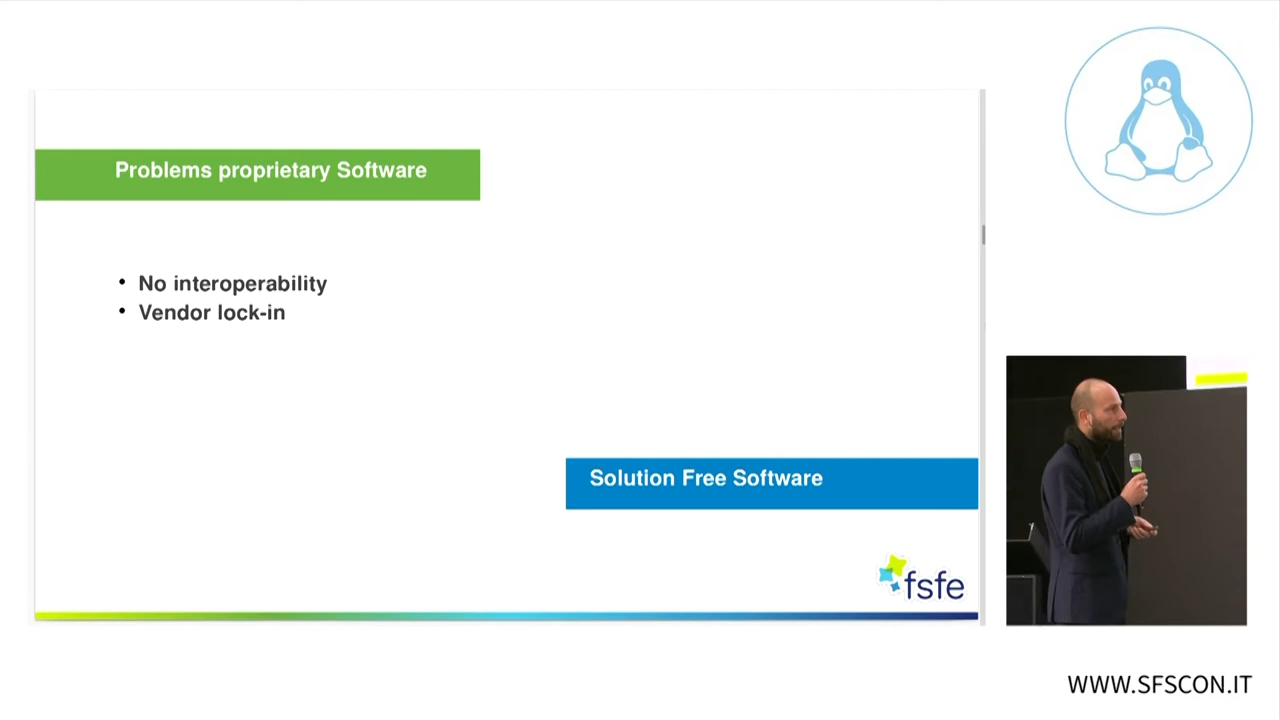 Problems proprietary Software
• No interoperability
• Vendor lock-in
Solution Free Software
fsfe
WWW.SFSCON.IT